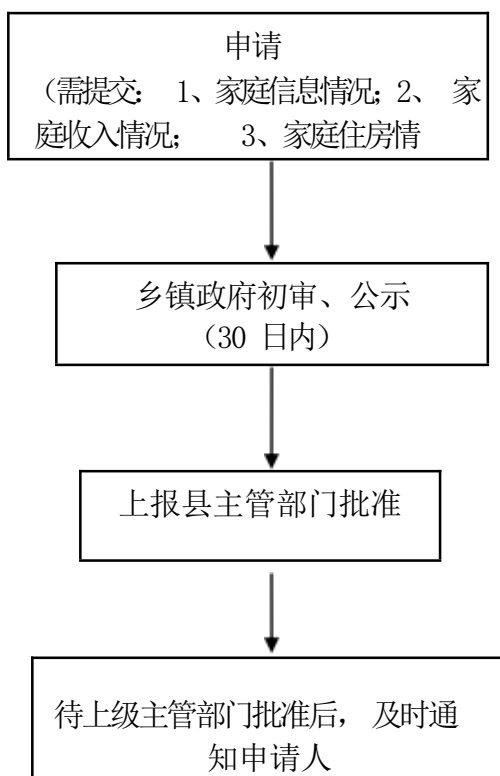 申请
（需提交： 1、家庭信息情况；2、 家
庭收入情况； 3、家庭住房情
乡镇政府初审、公示
（30 日内）
上报县主管部门批准
待上级主管部门批准后， 及时通
知申请人